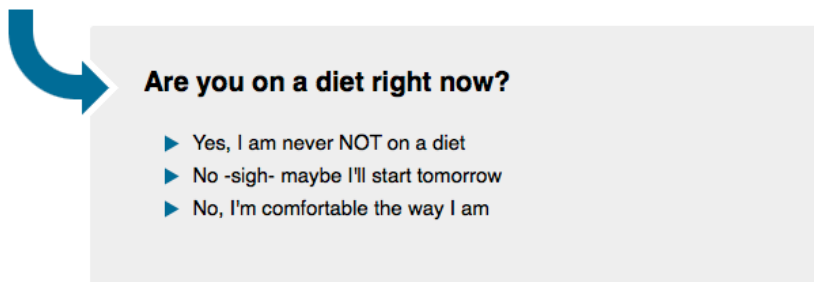 Are you on a diet right now?
Yes, I am never NOT on a diet
No -sigh- maybe I'll start tomorrow
No, I'm comfortable the way I am